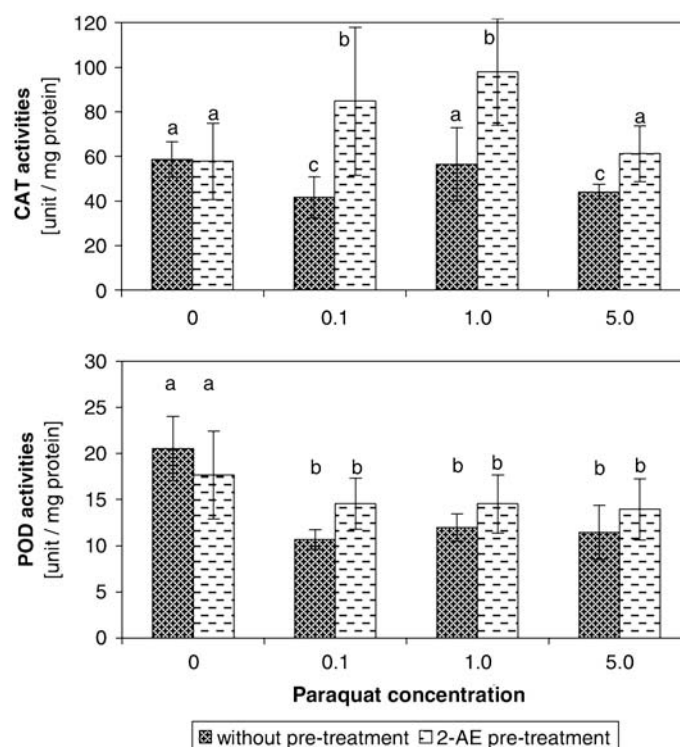 CAT activities
[unit / mg protein]
120
100
80
60
40
20
0
a a c b a b c a
0 0.1 1.0 5.0
POD activities
[unit / mg protein]
30
25
20
15
10
5
0
a a b b b b b b
0 0.1 1.0 5.0
Paraquat concentration
without pre-treatment 2-AE pre-treatment